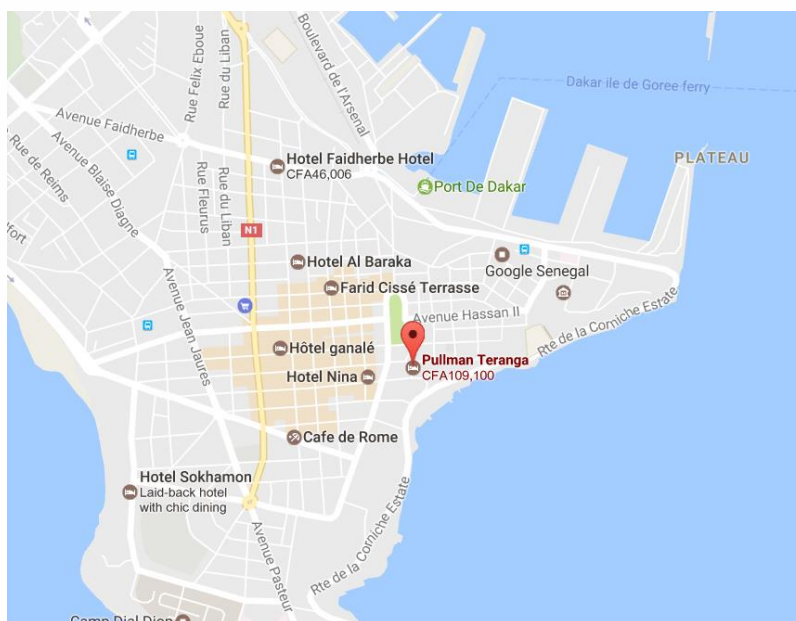 Rue Felix Eboue
Rue du Liban
Boulevard de l'Arsenal
Dakar ile de Goree ferry
Avenue Faidherbe
Rue de Reims
Avenue Blaise Diagne
Hotel Faidherbe Hotel
CFA46,006
PLATEAU
Port De Dakar
Rue Fleurus
Rue du Liban
N1
Hotel Al Baraka
Google Senegal
Farid Cissé Terrasse
Avenue Hassan II
Rte de la Corniche Estate
Avenue Jean Jaures
Hôtel ganalé
Pullman Teranga
CFA109,100
Hotel Nina
Cafe de Rome
Hotel Sokhamon
Laid-back hotel
with chic dining
Rte de la Corniche Estate
Avenue Pasteur